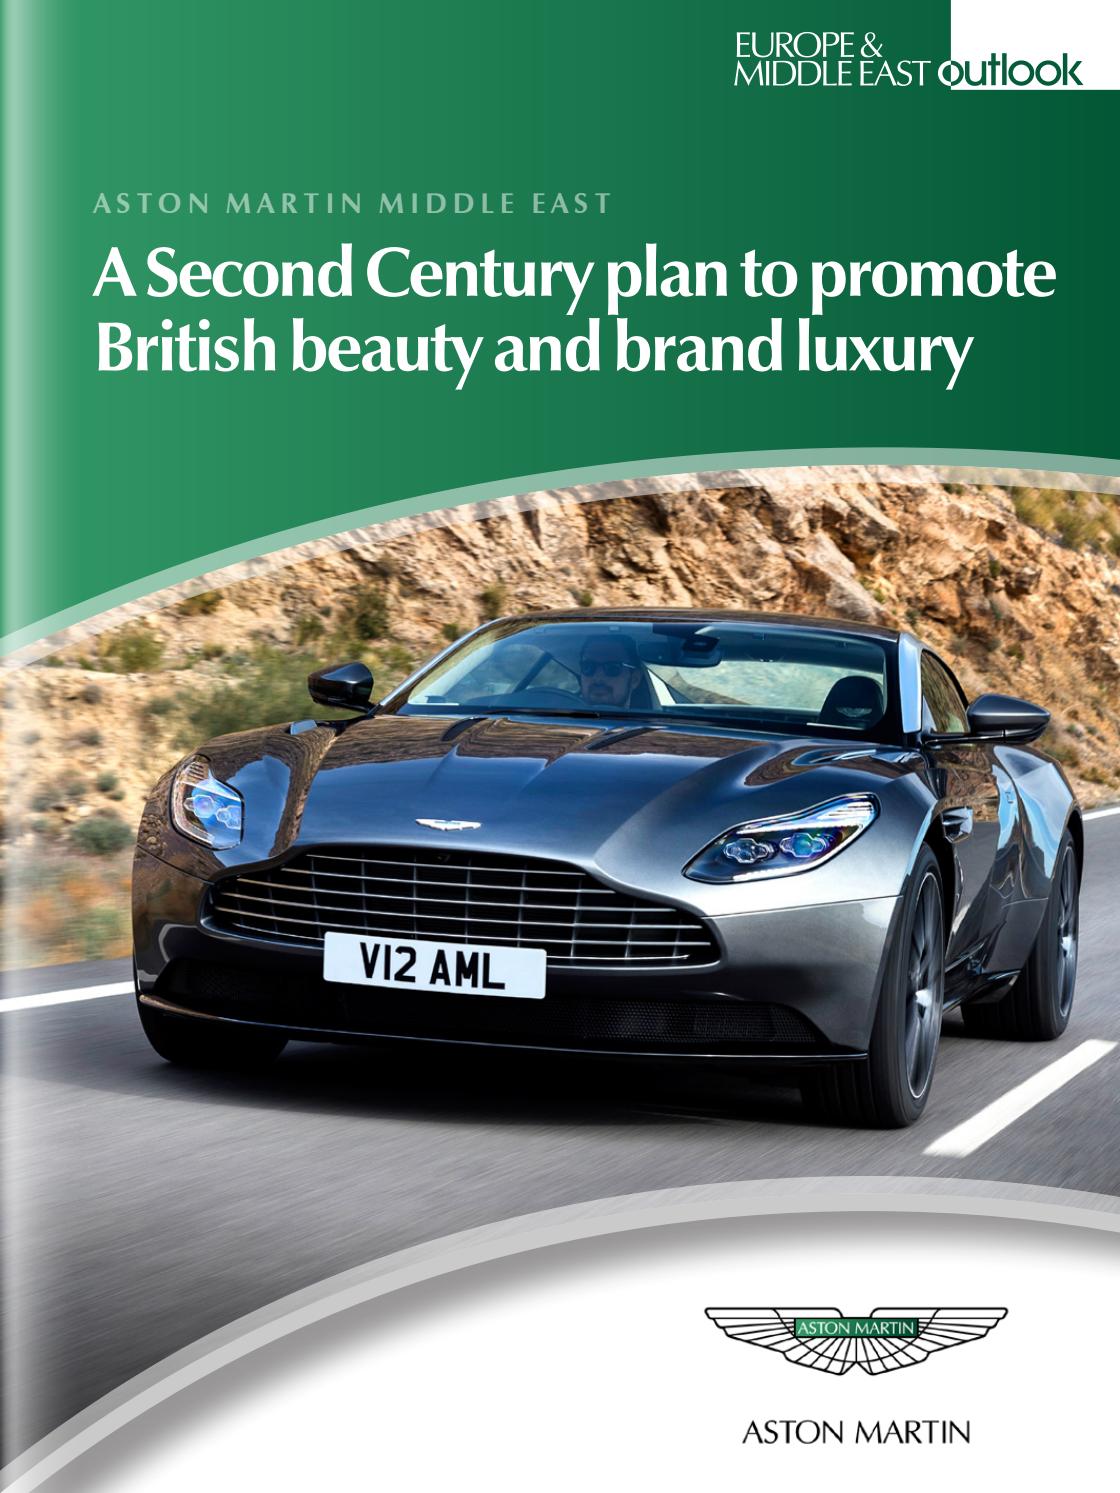 EUROPE &
MIDDLE EAST outlook
ASTON MARTIN MIDDLE EAST
A Second Century plan to promote
British beauty and brand luxury
V12 AML
ASTON MARTIN
ASTON MARTIN